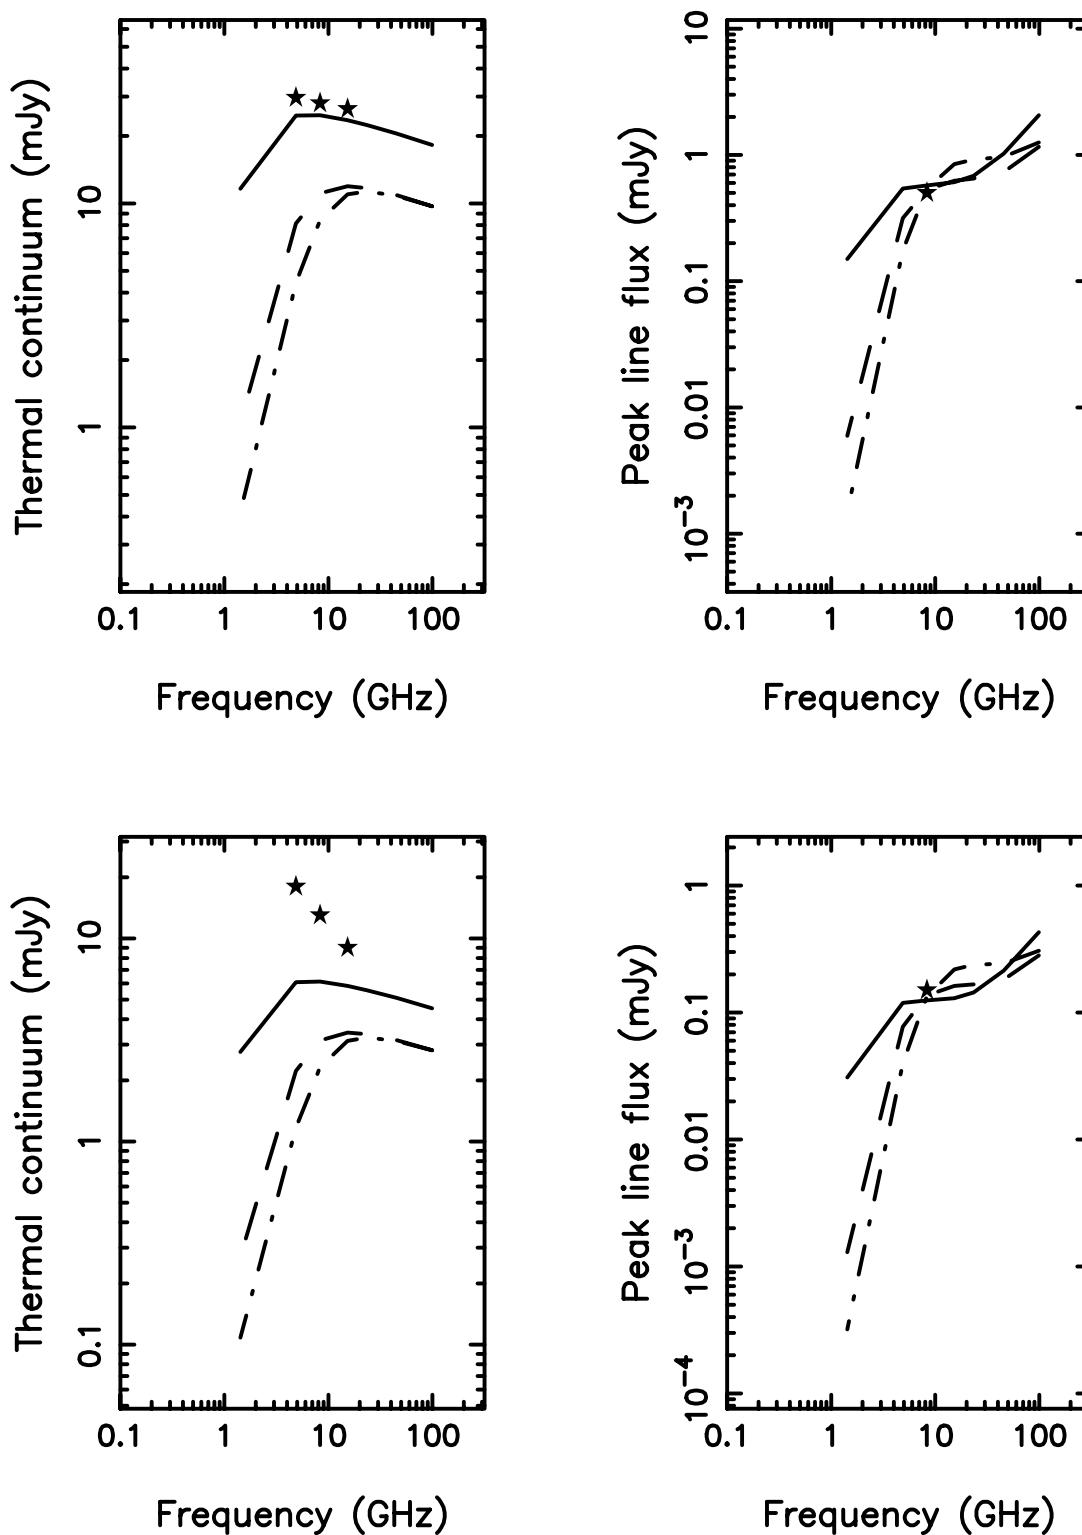 Thermal continuum (mJy)
10
1
0.1 1 10 100
Frequency (GHz)
Peak line flux (mJy)
10
1
0.1
0.01
10⁻³
0.1 1 10 100
Frequency (GHz)
Thermal continuum (mJy)
10
1
0.1
0.1 1 10 100
Frequency (GHz)
Peak line flux (mJy)
1
0.1
0.01
10⁻³
10⁻⁴
0.1 1 10 100
Frequency (GHz)